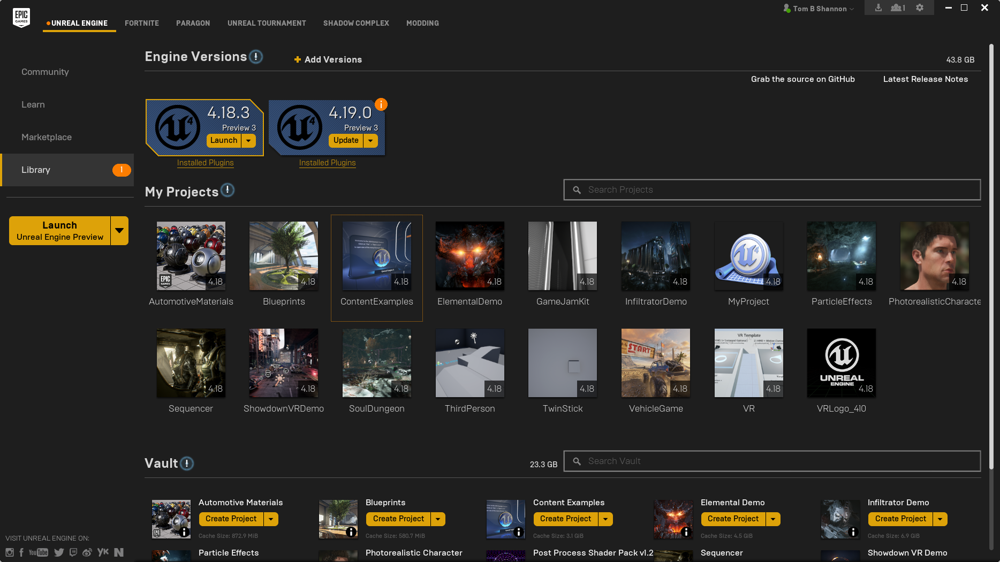 EPIC GAMES
UNREAL ENGINE
FORTNITE
PARAGON
UNREAL TOURNAMENT
SHADOW COMPLEX
MODDING
Tom B Shannon
1
Community
Learn
Marketplace
Library
1
Launch
Unreal Engine Preview
Engine Versions
Add Versions
43.8 GB
Grab the source on GitHub
Latest Release Notes
4.18.3
Preview 3
Launch
Installed Plugins
4.19.0
Preview 3
Update
Installed Plugins
My Projects
Search Projects
4.18
4.18
4.18
4.18
4.18
4.18
4.18
4.18
4.18
AutomotiveMaterials
Blueprints
ContentExamples
ElementalDemo
GameJamKit
InfiltratorDemo
MyProject
ParticleEffects
PhotorealisticCharacte
START
VR Template
UNREAL
ENGINE
4.18
4.18
4.18
4.18
4.18
4.18
4.18
4.18
Sequencer
ShowdownVRDemo
SoulDungeon
ThirdPerson
TwinStick
VehicleGame
VR
VRLogo_410
Vault
23.3 GB
Search Vault
Automotive Materials
Create Project
Cache Size: 872.9 MiB
Blueprints
Create Project
Cache Size: 580.7 MiB
Content Examples
Create Project
Cache Size: 3.1 GiB
Elemental Demo
Create Project
Cache Size: 4.5 GiB
Infiltrator Demo
Create Project
Cache Size: 6.9 GiB
Particle Effects
Photorealistic Character
Post Process Shader Pack v1.2
Sequencer
Showdown VR Demo
VISIT UNREAL ENGINE ON:
YouTube